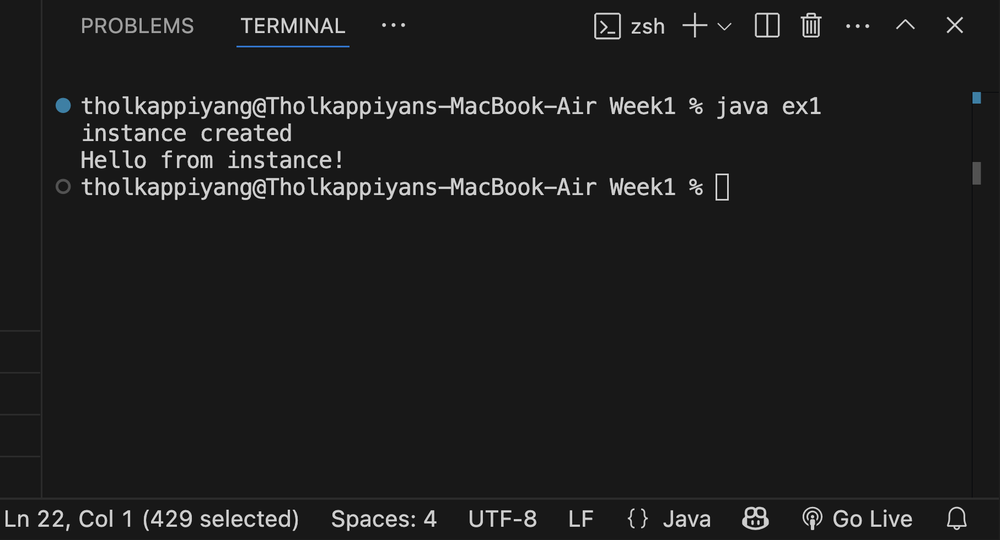 PROBLEMS TERMINAL ··· zsh
tholkappiyang@Tholkappiyans-MacBook-Air Week1 % java ex1
instance created
Hello from instance!
tholkappiyang@Tholkappiyans-MacBook-Air Week1 %
Ln 22, Col 1 (429 selected) Spaces: 4 UTF-8 LF {} Java Go Live